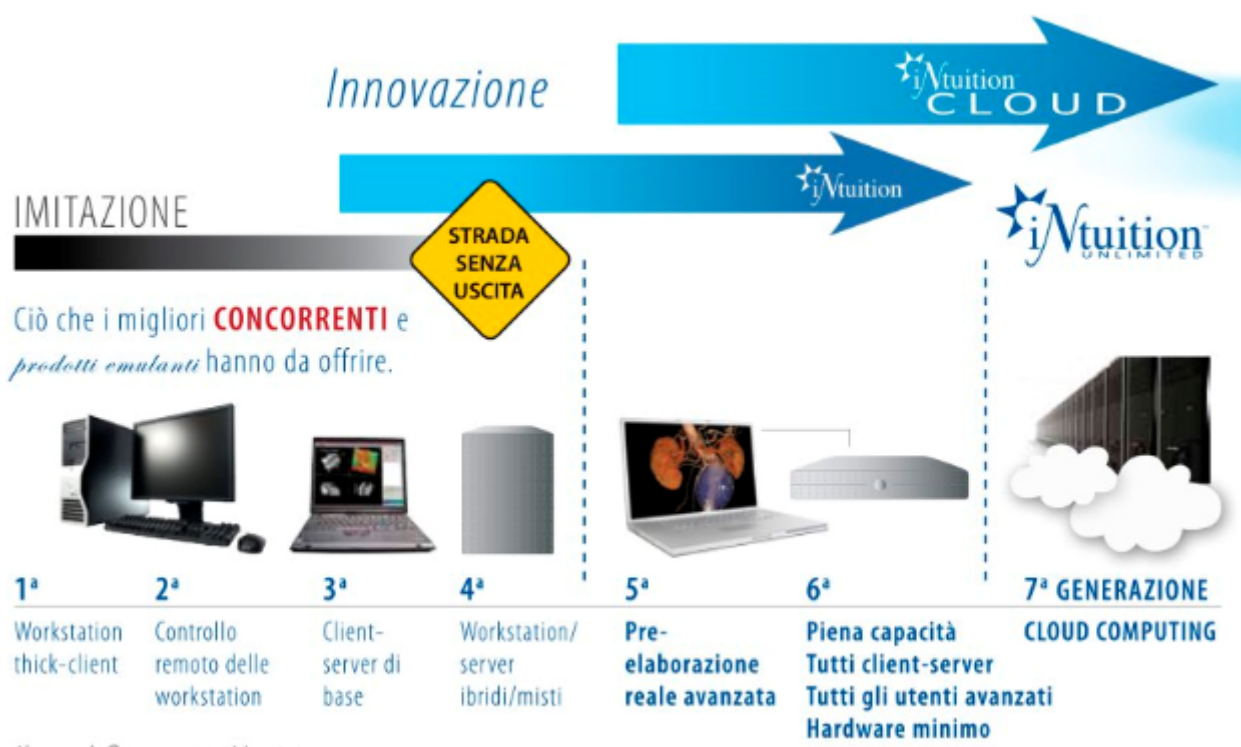 Innovazione
iNtuition
CLOUD
iNtuition
IMITAZIONE
STRADA
SENZA
USCITA
iNtuition™
UNLIMITED
Ciò che i migliori CONCORRENTI e
prodotti emulanti hanno da offrire.
1ª
Workstation
thick-client
2ª
Controllo
remoto delle
workstation
3ª
Client-
server di
base
4ª
Workstation/
server
ibridi/misti
5ª
Pre-
elaborazione
reale avanzata
6ª
Piena capacità
Tutti client-server
Tutti gli utenti avanzati
Hardware minimo
7ª GENERAZIONE
CLOUD COMPUTING